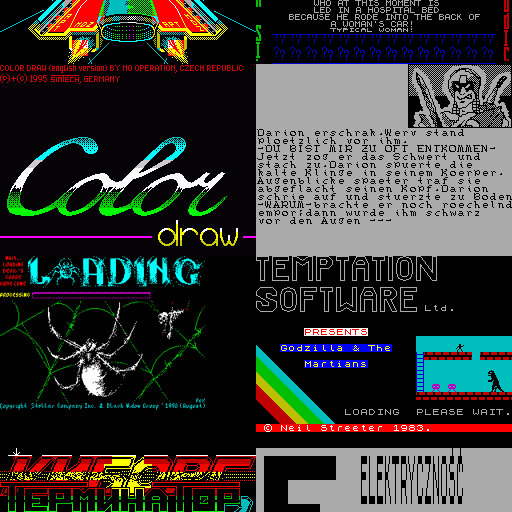 COLOR DRAW (english version) BY MQ OPERATION, CZECH REPUBLIC
(P)+(C) 1995 SINTECH, GERMANY
Color
draw
WHO AT THIS MOMENT IS
LED IN A HOSPITAL BED
BECAUSE HE RODE INTO THE BACK OF
A WOMAN'S CAR!
TYPICAL WOMAN!
Darion erschrak.Werv stand
ploetzlich vor ihm.
-DU BIST MIR ZU OFT ENTKOMMEN-
Jetzt zog er das Schwert und
stach zu.Darion spuerte die
kalte Klinge in seinem Koerper.
Augenblicke spaeter traf sie
abgeflacht seinen Kopf.Darion
schrie auf und stuerzte zu Boden
-WARUM-brachte er noch roechelnd
empor;dann wurde ihm schwarz
vor den Augen ---
LOADING
PROCESSING
Copyright Stellar Company Inc. & Black Widow Group '1998 (August)
TEMPTATION
SOFTWARE Ltd.
PRESENTS
Godzilla & The
Martians
LOADING PLEASE WAIT.
© Neil Streeter 1983.
КИБОРГ
ТЕРМИНАТОР
ELEKTRYCZNOŚĆ